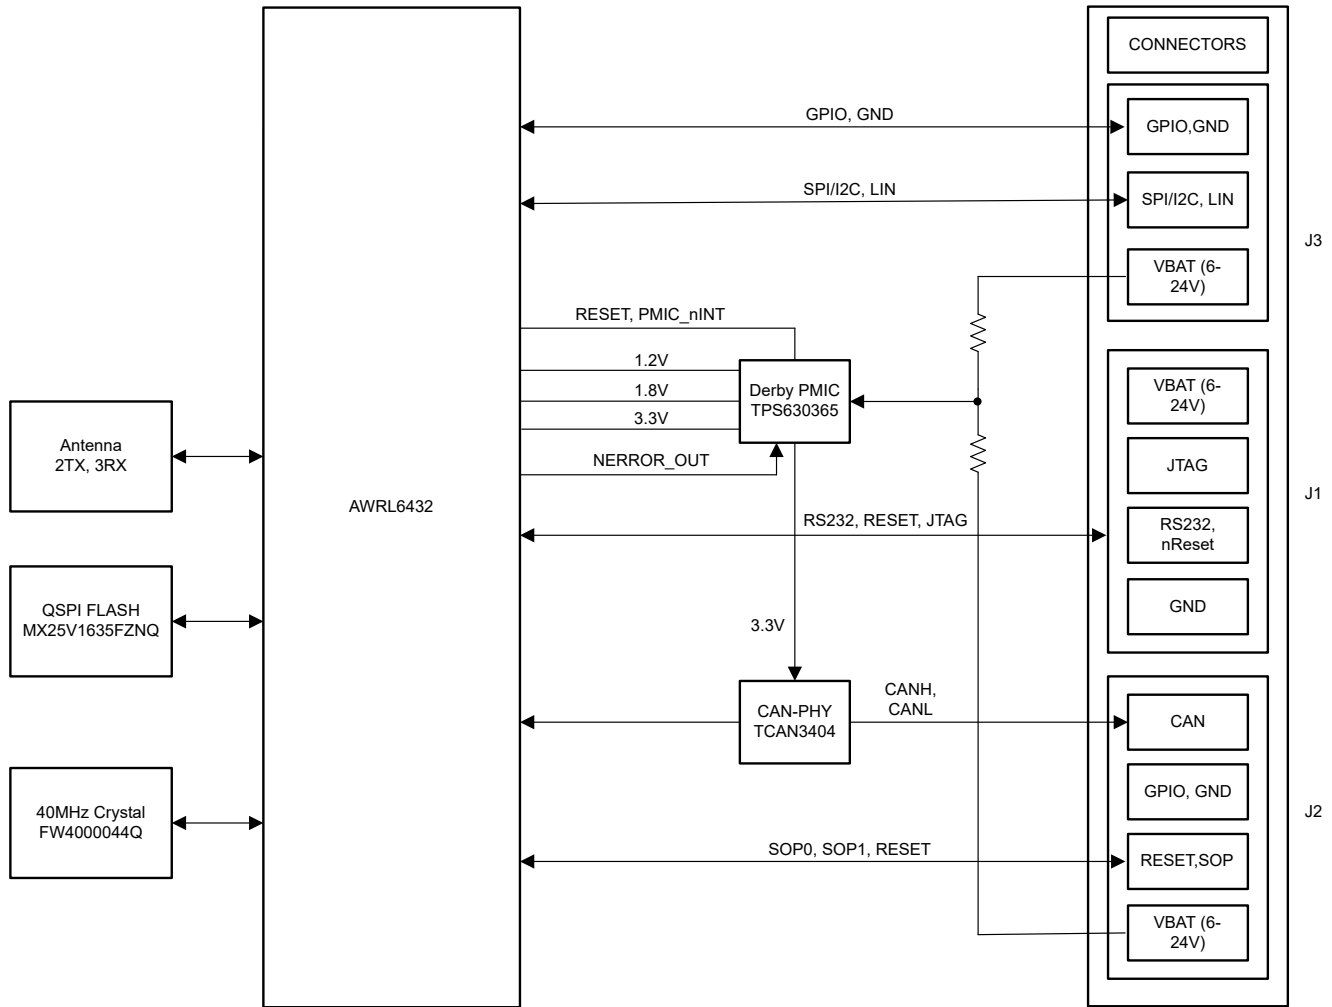 CONNECTORS
GPIO, GND
GPIO,GND
SPI/I2C, LIN
SPI/I2C, LIN
J3
VBAT (6-
24V)
RESET, PMIC_nINT
1.2V
1.8V
3.3V
Derby PMIC
TPS630365
NERROR_OUT
VBAT (6-
24V)
JTAG
J1
RS232, RESET, JTAG
RS232,
nReset
GND
Antenna
2TX, 3RX
AWRL6432
QSPI FLASH
MX25V1635FZNQ
3.3V
CAN-PHY
TCAN3404
CANH,
CANL
CAN
GPIO, GND
J2
40MHz Crystal
FW4000044Q
SOP0, SOP1, RESET
RESET,SOP
VBAT (6-
24V)